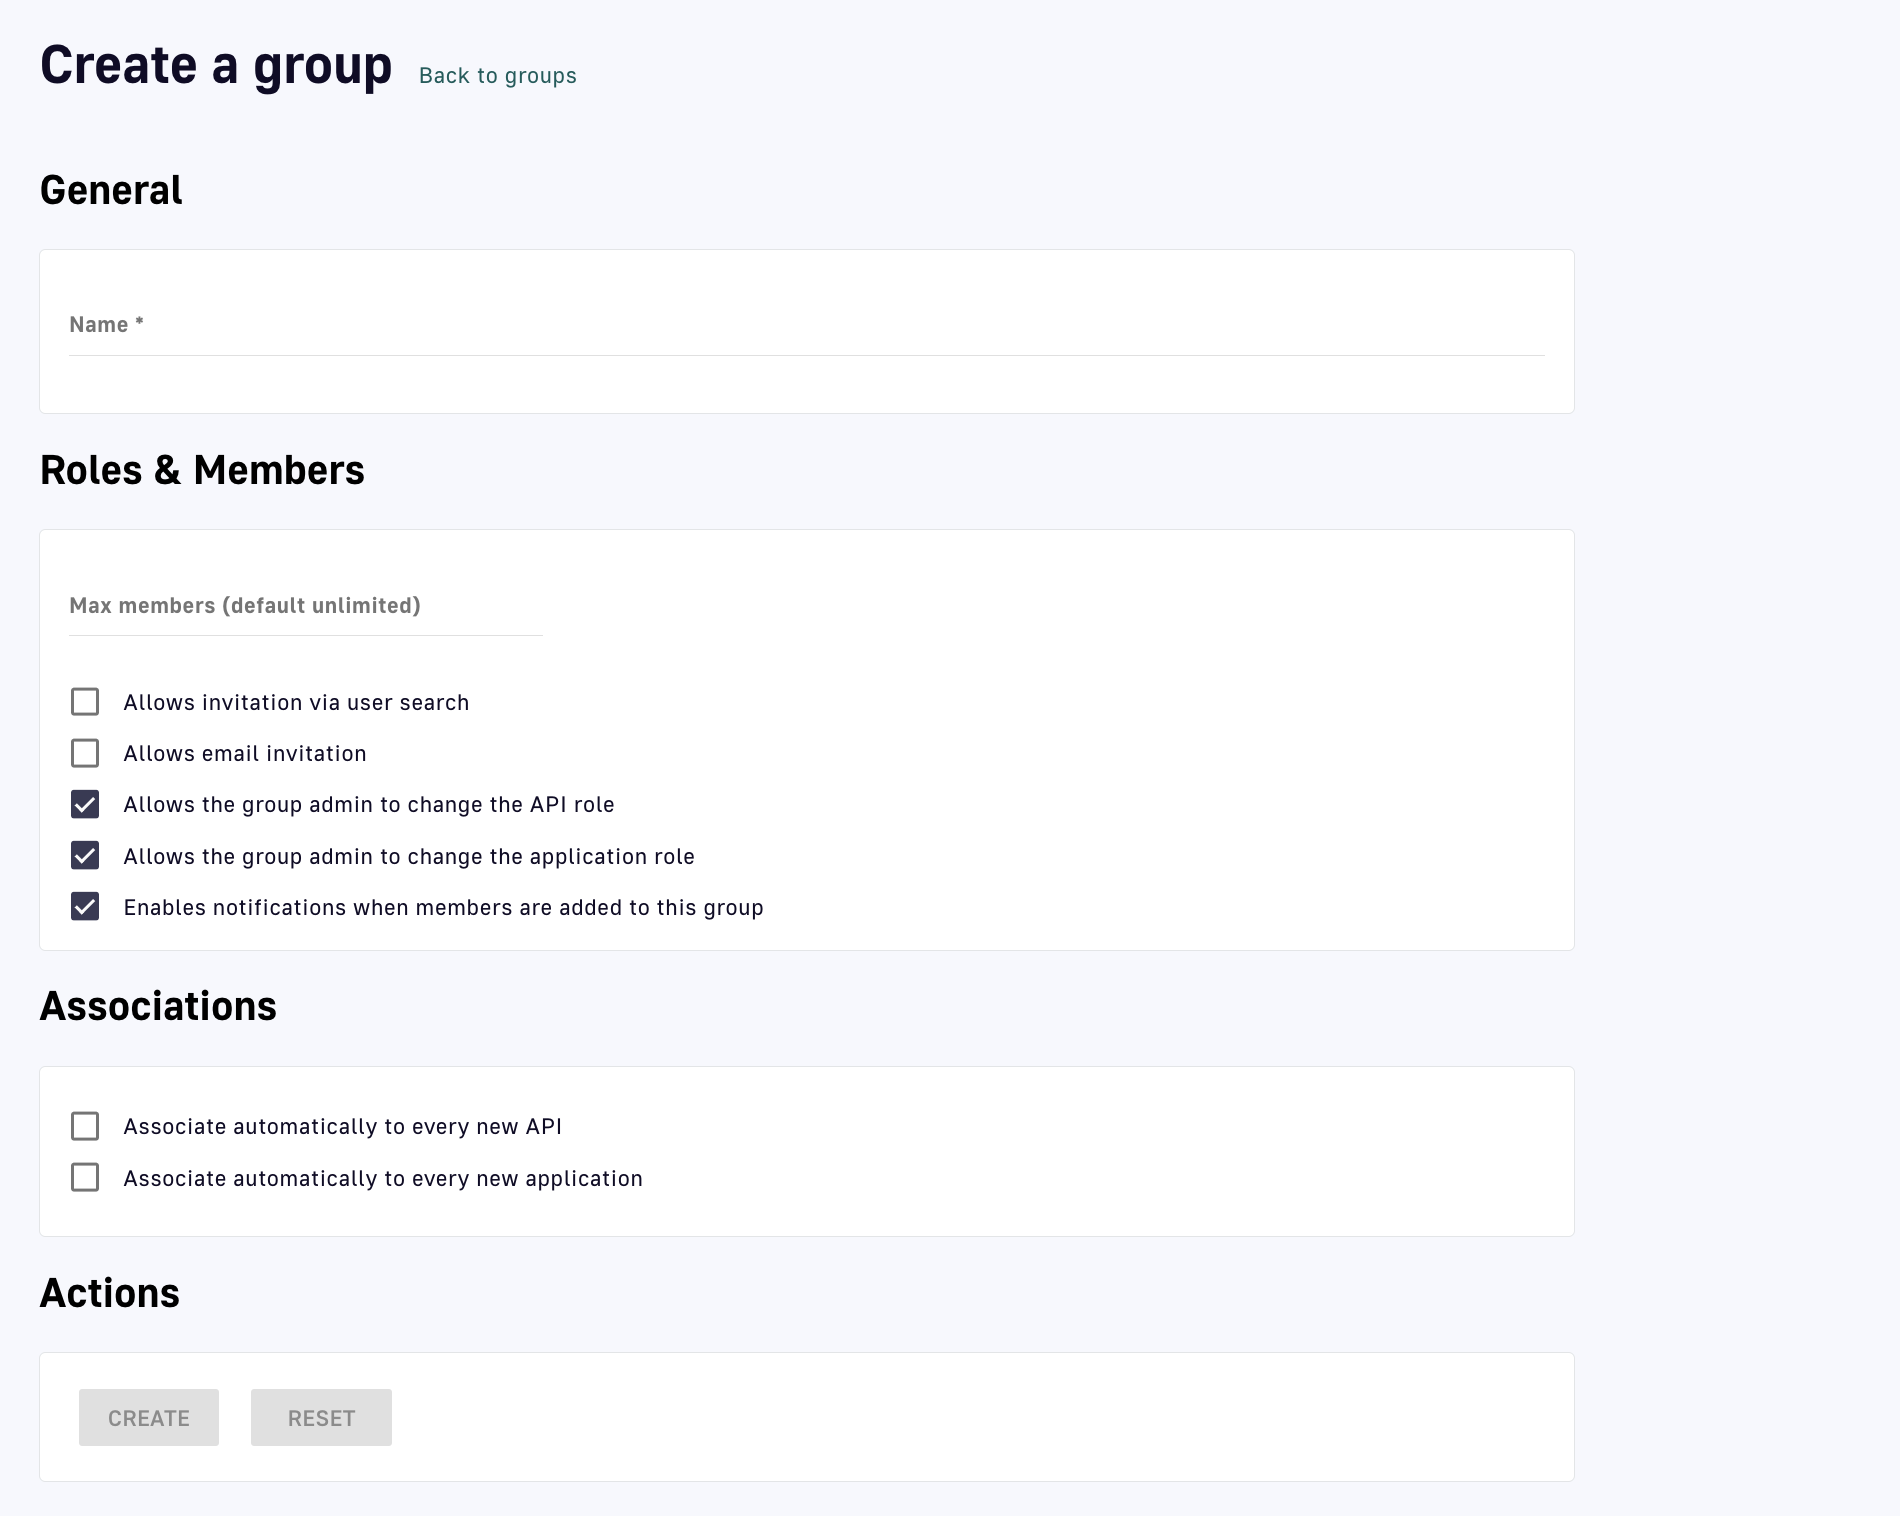 Create a group Back to groups
General
Name *
Roles & Members
Max members (default unlimited)
Allows invitation via user search
Allows email invitation
Allows the group admin to change the API role
Allows the group admin to change the application role
Enables notifications when members are added to this group
Associations
Associate automatically to every new API
Associate automatically to every new application
Actions
CREATE RESET